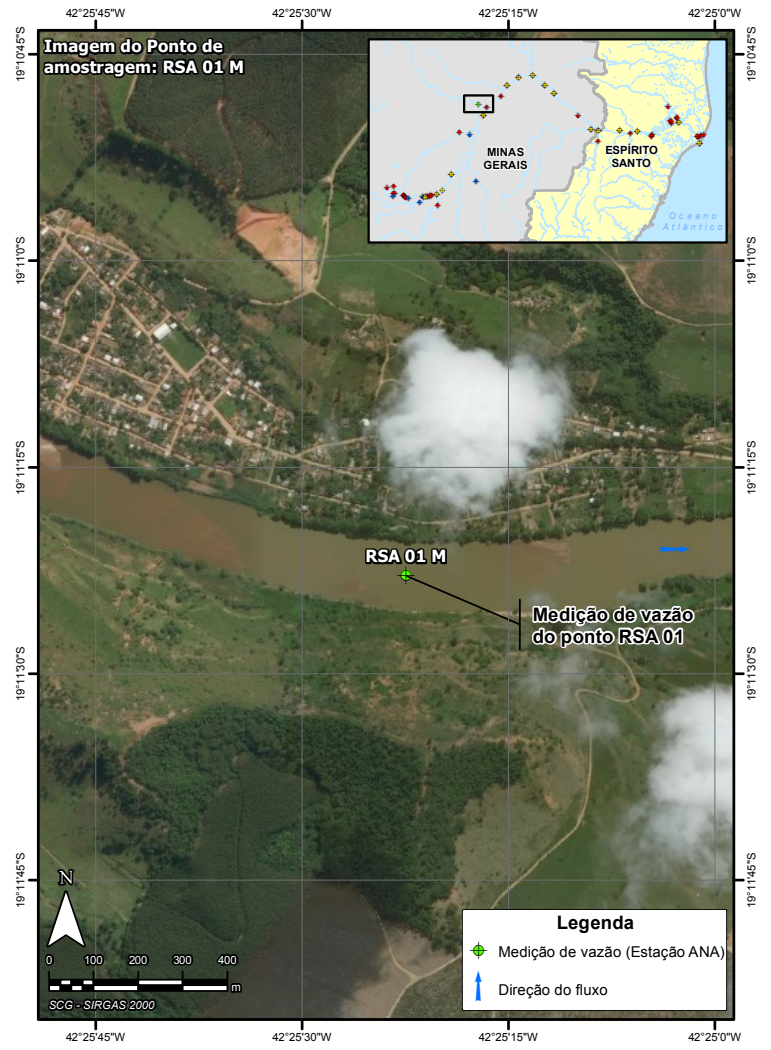 42°25'45"W 42°25'30"W 42°25'15"W 42°25'0"W
19°10'45"S 19°10'45"S
Imagem do Ponto de
amostragem: RSA 01 M
MINAS
GERAIS
ESPÍRITO
SANTO
Oceano
Atlântico
19°11'0"S 19°11'0"S
19°11'15"S 19°11'15"S
RSA 01 M
Medição de vazão
do ponto RSA 01
19°11'30"S 19°11'30"S
19°11'45"S 19°11'45"S
N
0 100 200 300 400
m
SCG - SIRGAS 2000
Legenda
Medição de vazão (Estação ANA)
Direção do fluxo
42°25'45"W 42°25'30"W 42°25'15"W 42°25'0"W